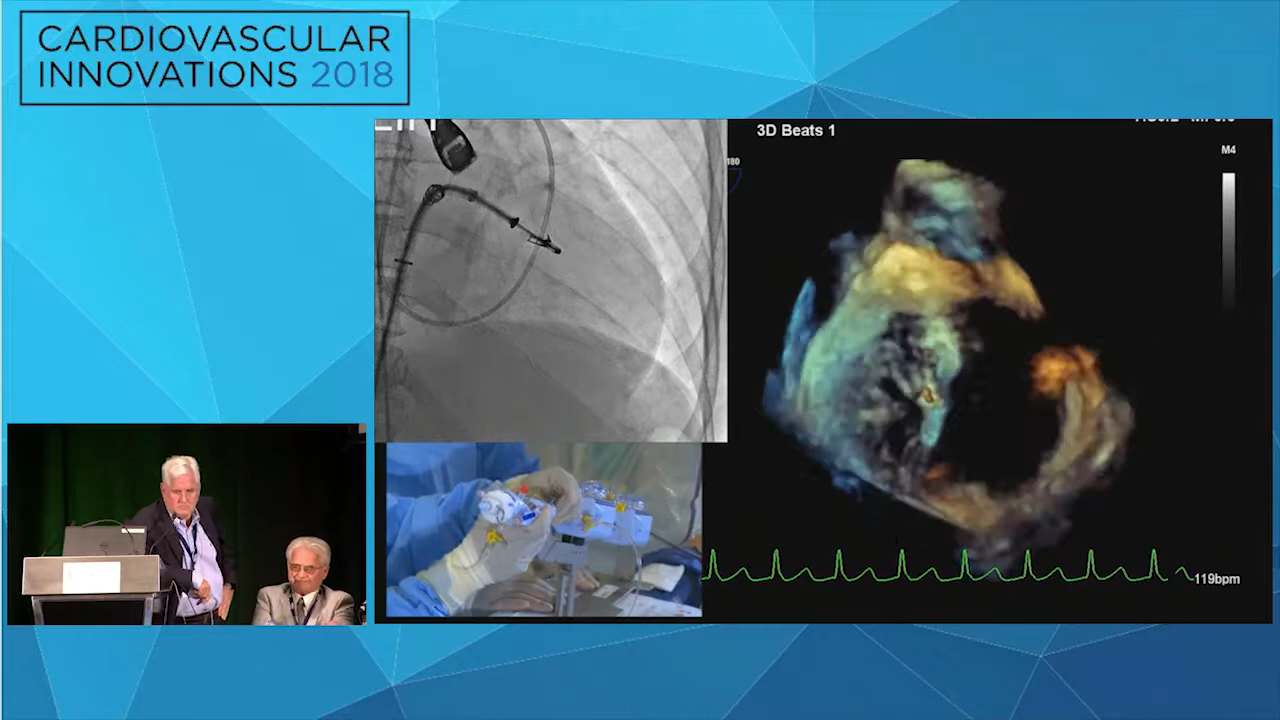 CARDIOVASCULAR
INNOVATIONS 2018
3D Beats 1
M4
180
119bpm